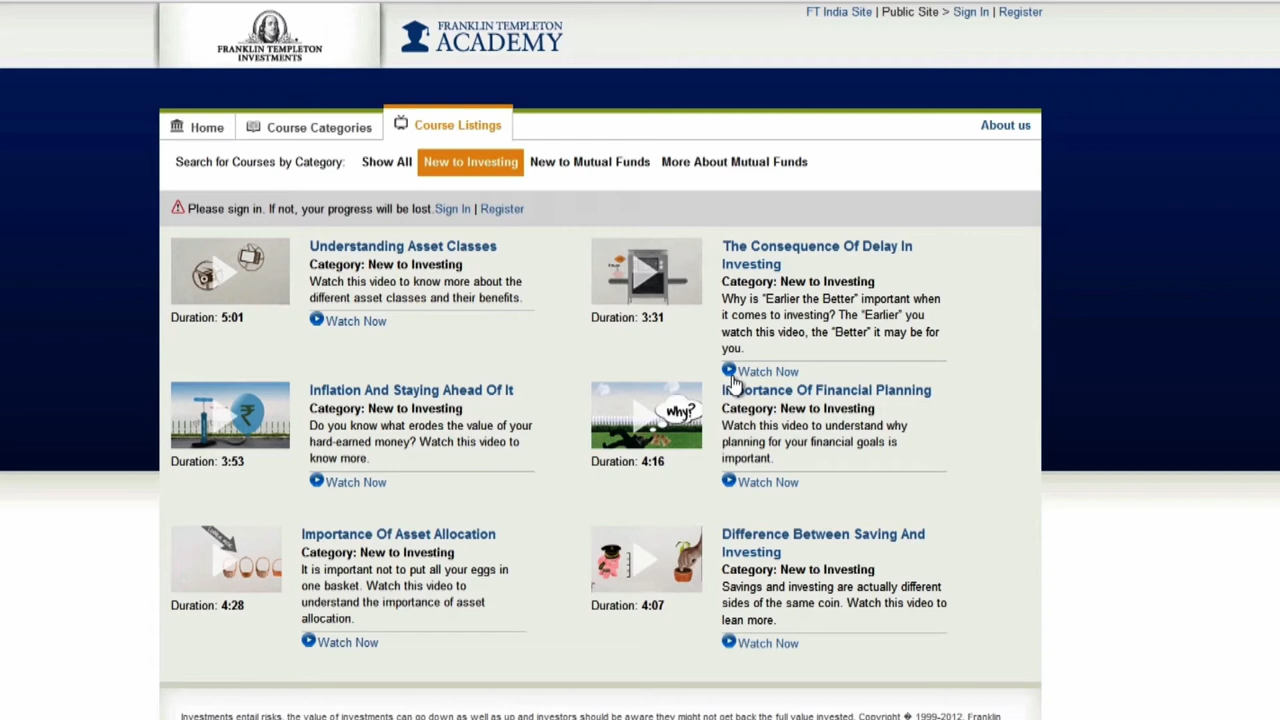 FT India Site | Public Site > Sign In | Register
FRANKLIN TEMPLETON
INVESTMENTS
FRANKLIN TEMPLETON
ACADEMY
Home
Course Categories
Course Listings
About us
Search for Courses by Category: Show All New to Investing New to Mutual Funds More About Mutual Funds
Please sign in. If not, your progress will be lost.Sign In | Register
Understanding Asset Classes
Category: New to Investing
Watch this video to know more about the
different asset classes and their benefits.
Duration: 5:01
Watch Now
The Consequence Of Delay In
Investing
Category: New to Investing
Why is “Earlier the Better” important when
it comes to investing? The “Earlier” you
watch this video, the “Better” it may be for
you.
Duration: 3:31
Watch Now
Inflation And Staying Ahead Of It
Category: New to Investing
Do you know what erodes the value of your
hard-earned money? Watch this video to
know more.
Duration: 3:53
Watch Now
why?
Importance Of Financial Planning
Category: New to Investing
Watch this video to understand why
planning for your financial goals is
important.
Duration: 4:16
Watch Now
Importance Of Asset Allocation
Category: New to Investing
It is important not to put all your eggs in
one basket. Watch this video to
understand the importance of asset
allocation.
Duration: 4:28
Watch Now
Difference Between Saving And
Investing
Category: New to Investing
Savings and investing are actually different
sides of the same coin. Watch this video to
lean more.
Duration: 4:07
Watch Now
Investments entail risks, the value of investments can go down as well as up and investors should be aware they might not get back the full value invested. Copyright � 1999-2012. Franklin